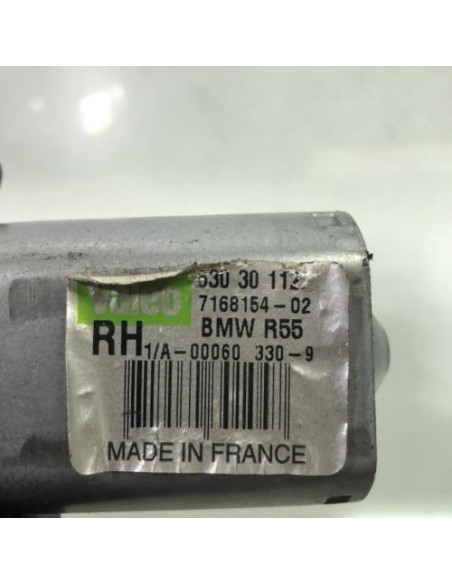 Valeo 530 30 112
7168154-02
BMW R55
RH 1/A-00060 330-9
MADE IN FRANCE